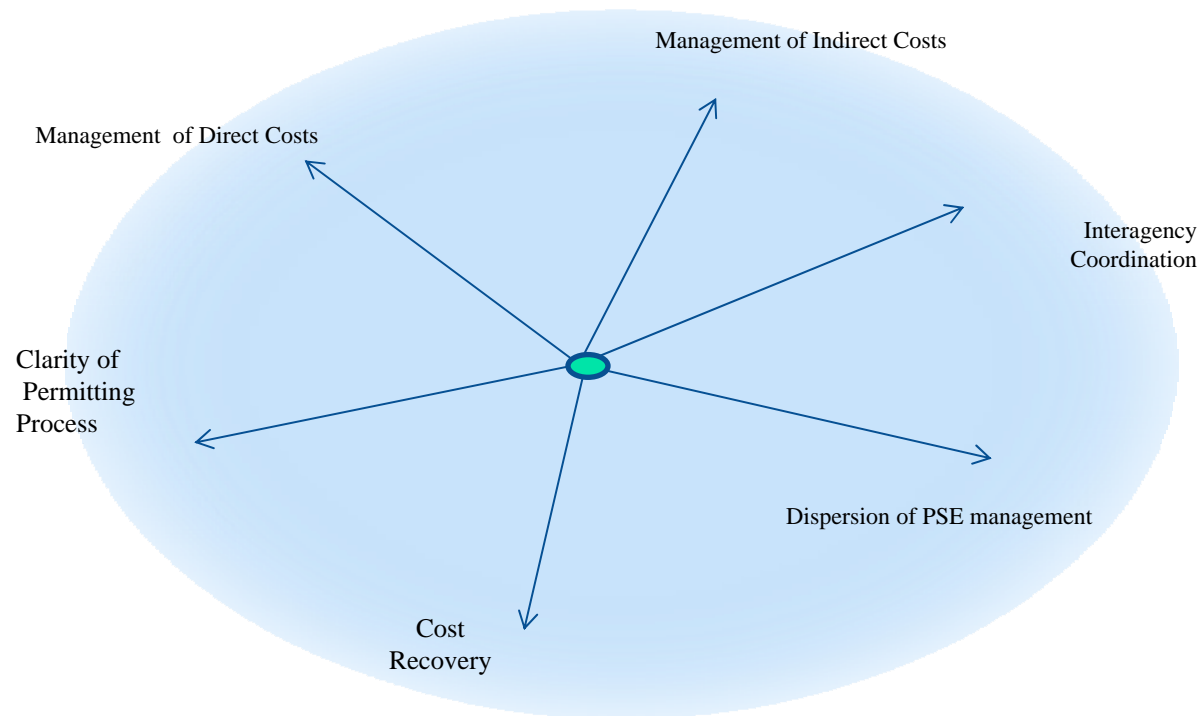 Management of Indirect Costs
Management of Direct Costs
Interagency
Coordination
Clarity of
Permitting
Process
Dispersion of PSE management
Cost
Recovery